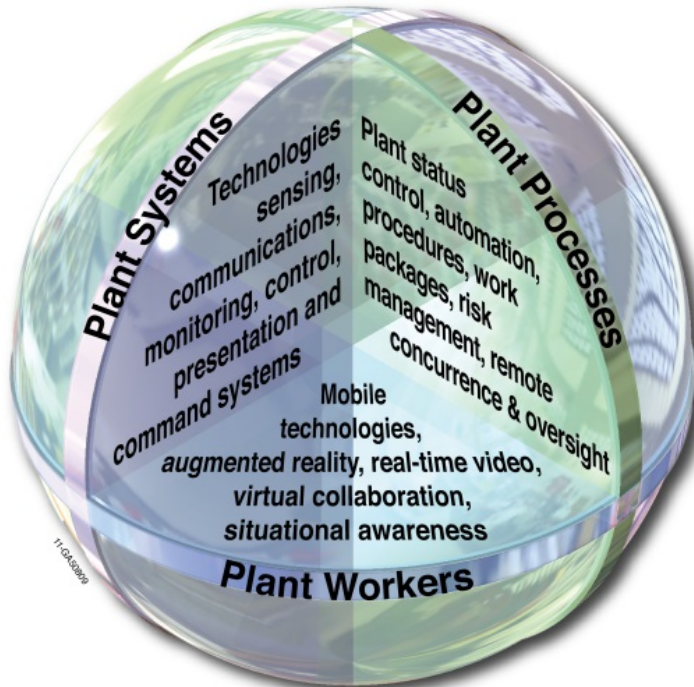 Plant Systems
Technologies
sensing,
communications,
monitoring, control,
presentation and
command systems
Plant Processes
Plant status
control, automation,
procedures, work
packages, risk
management, remote
concurrence & oversight
Mobile
technologies,
augmented reality, real-time video,
virtual collaboration,
situational awareness
Plant Workers
11-GA50809